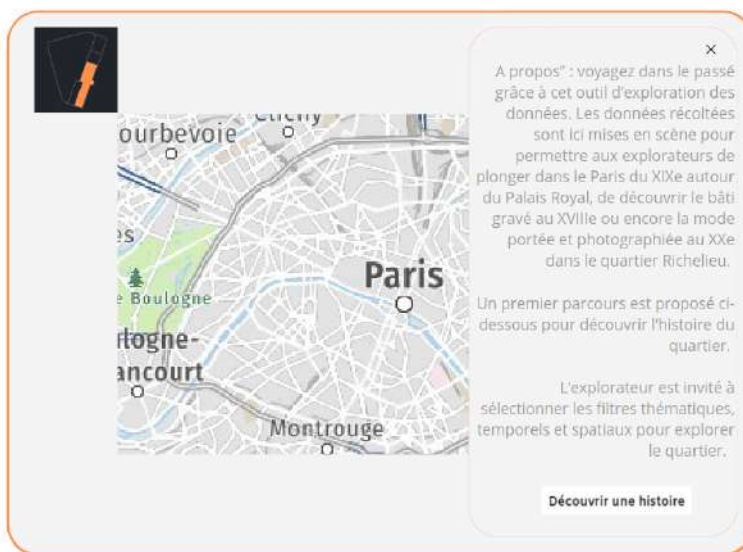 Clichy
ourbevoie
es
e Boulogne
Paris
logne-
ancourt
Montrouge
×
A propos" : voyagez dans le passé
grâce à cet outil d'exploration des
données. Les données récoltées
sont ici mises en scène pour
permettre aux explorateurs de
plonger dans le Paris du XIXe autour
du Palais Royal, de découvrir le bâti
gravé au XVIIIe ou encore la mode
portée et photographiée au XXe
dans le quartier Richelieu.
Un premier parcours est proposé ci-
dessous pour découvrir l'histoire du
quartier.
L'explorateur est invité à
sélectionner les filtres thématiques,
temporels et spatiaux pour explorer
le quartier.
Découvrir une histoire